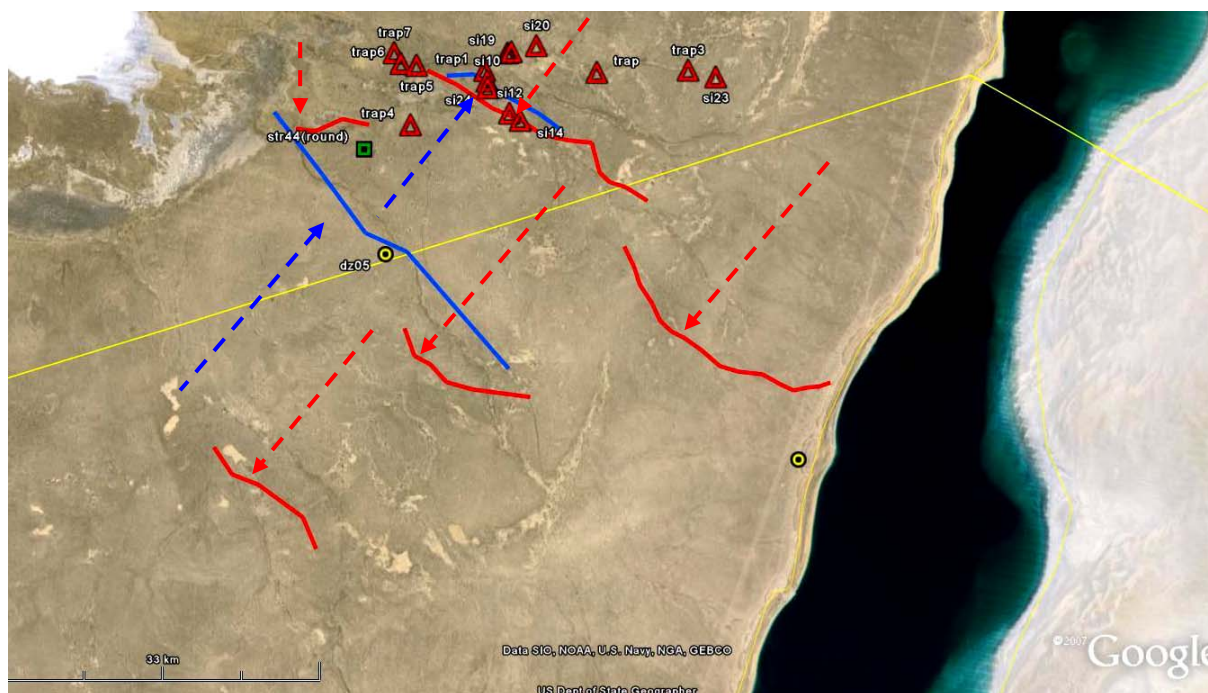 si20
si19
trap7
trap6
trap1
si10
trap
trap3
trap5
si12
si23
si24
trap4
si14
str44(round)
dz05
33 km
Data SIO, NOAA, U.S. Navy, NGA, GEBCO
©2007 Google
US Dept of State Geographer